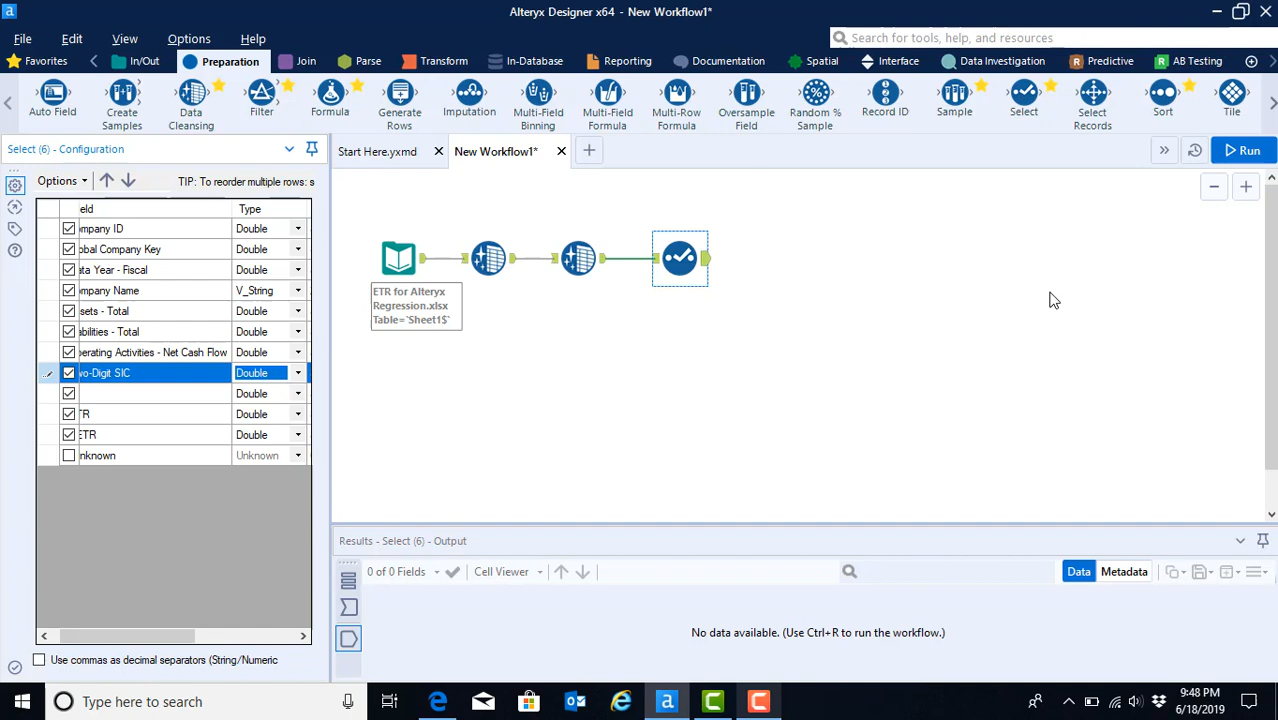 a
Alteryx Designer x64 - New Workflow1*
File Edit View Options Help
Search for tools, help, and resources
Favorites In/Out Preparation Join Parse Transform In-Database Reporting Documentation Spatial Interface Data Investigation Predictive AB Testing
Auto Field
Create
Samples
Data
Cleansing
Filter
Formula
Generate
Rows
Imputation
Multi-Field
Binning
Multi-Field
Formula
Multi-Row
Formula
Oversample
Field
Random %
Sample
Record ID
Sample
Select
Select
Records
Sort
Tile
Select (6) - Configuration
Start Here.yxmd
New Workflow1*
Run
Options
TIP: To reorder multiple rows: s
ield Type
ompany ID Double
lobal Company Key Double
ata Year - Fiscal Double
ompany Name V_String
ssets - Total Double
abilities - Total Double
perating Activities - Net Cash Flow Double
wo-Digit SIC Double
Double
TR Double
ETR Double
nknown Unknown
Use commas as decimal separators (String/Numeric
ETR for Alteryx
Regression.xlsx
Table=`Sheet1$`
Results - Select (6) - Output
0 of 0 Fields Cell Viewer Data Metadata
No data available. (Use Ctrl+R to run the workflow.)
Type here to search
9:48 PM
6/18/2019